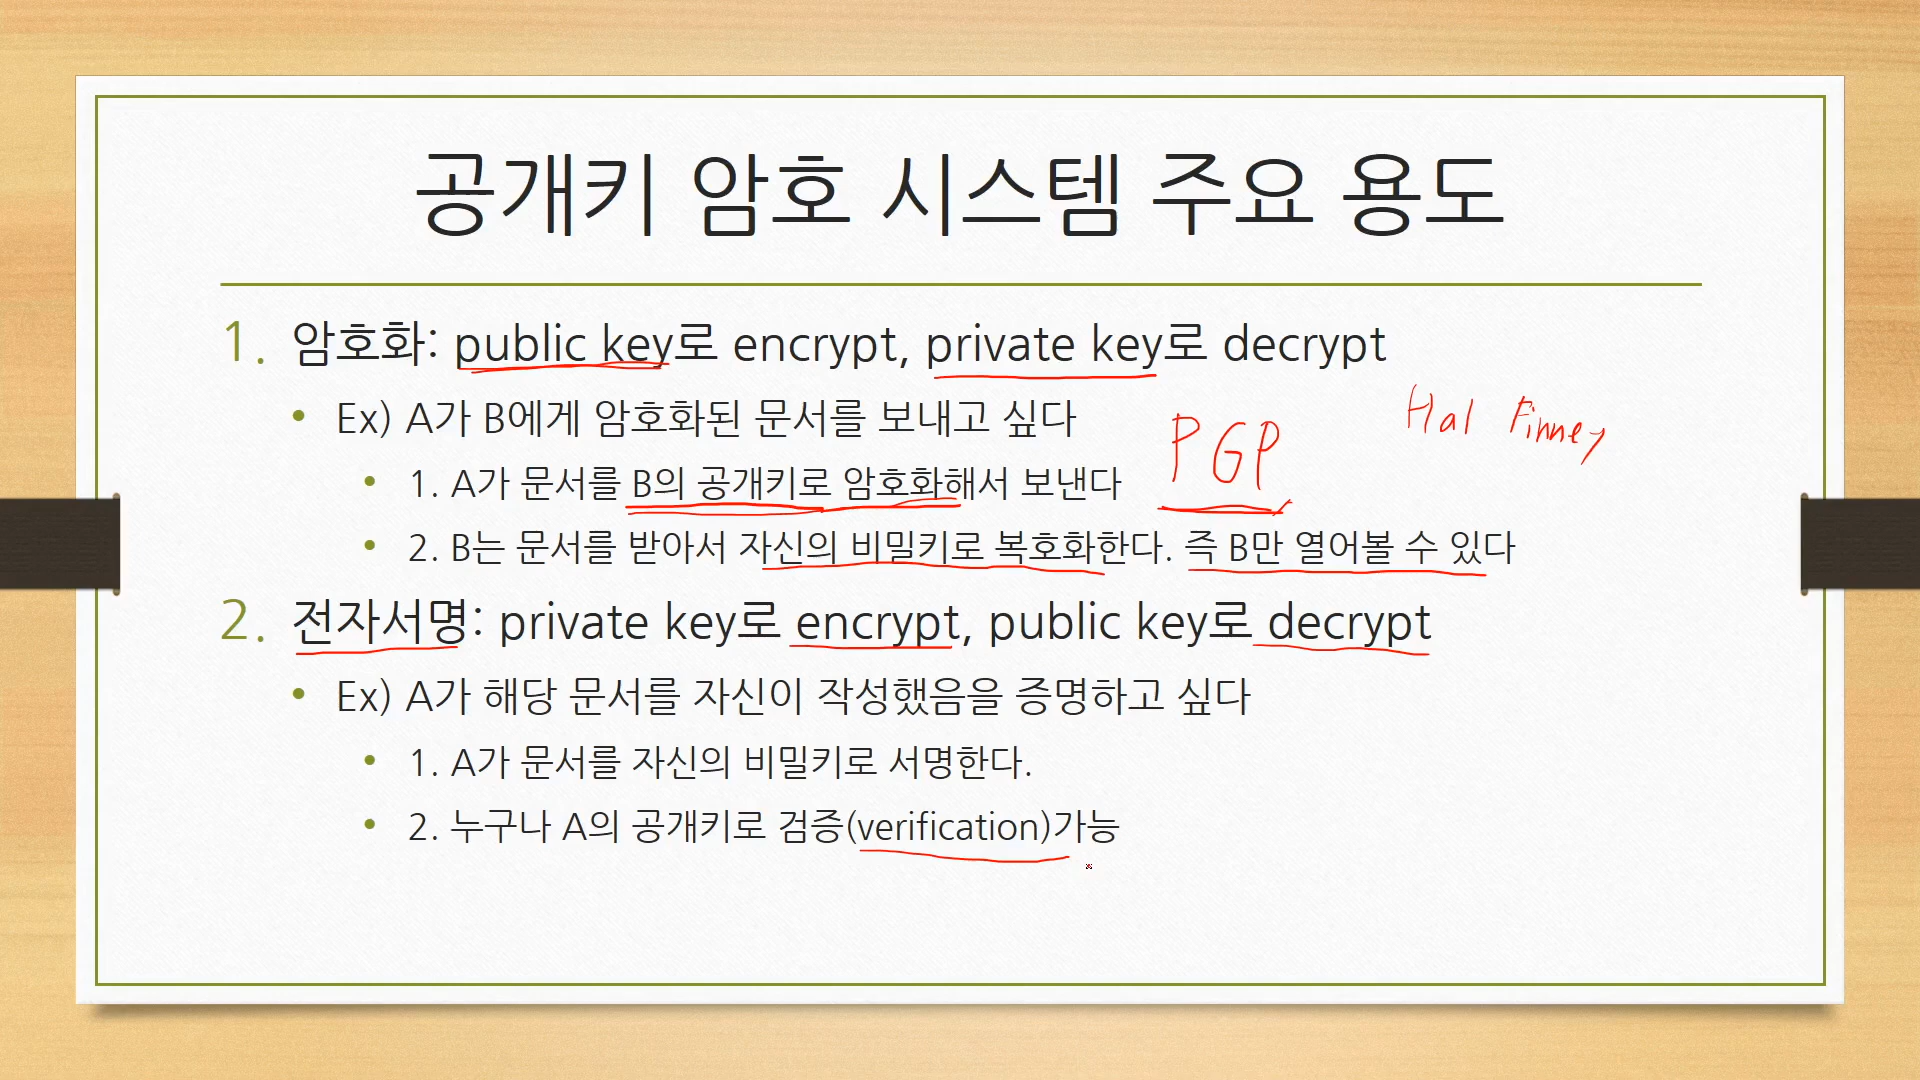 공개키 암호 시스템 주요 용도
1. 암호화: public key로 encrypt, private key로 decrypt
• Ex) A가 B에게 암호화된 문서를 보내고 싶다
PGP
Hal Finney
• 1. A가 문서를 B의 공개키로 암호화해서 보낸다
• 2. B는 문서를 받아서 자신의 비밀키로 복호화한다. 즉 B만 열어볼 수 있다
2. 전자서명: private key로 encrypt, public key로 decrypt
• Ex) A가 해당 문서를 자신이 작성했음을 증명하고 싶다
• 1. A가 문서를 자신의 비밀키로 서명한다.
• 2. 누구나 A의 공개키로 검증(verification)가능